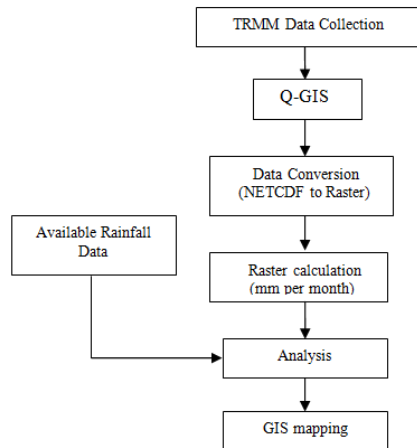 TRMM Data Collection
Q-GIS
Data Conversion
(NETCDF to Raster)
Available Rainfall
Data
Raster calculation
(mm per month)
Analysis
GIS mapping